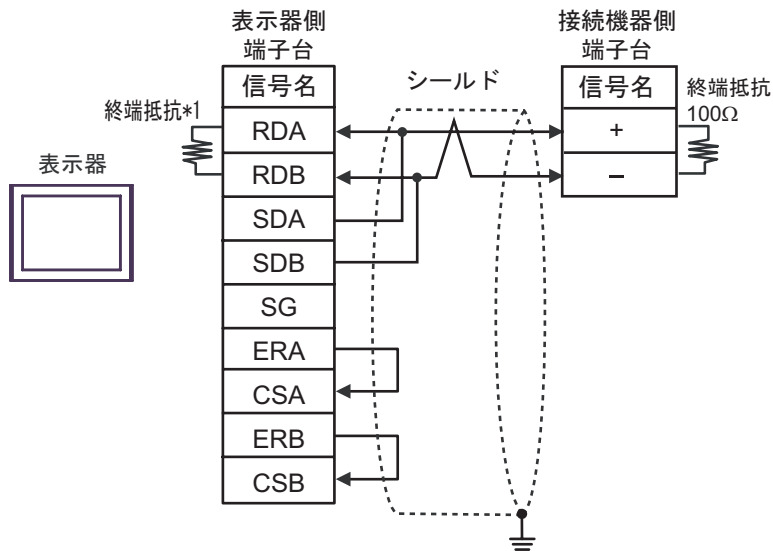 表示器側
端子台
接続機器側
端子台
信号名
シールド
信号名
終端抵抗
100Ω
終端抵抗*1
RDA
+
表示器
RDB
−
SDA
SDB
SG
ERA
CSA
ERB
CSB